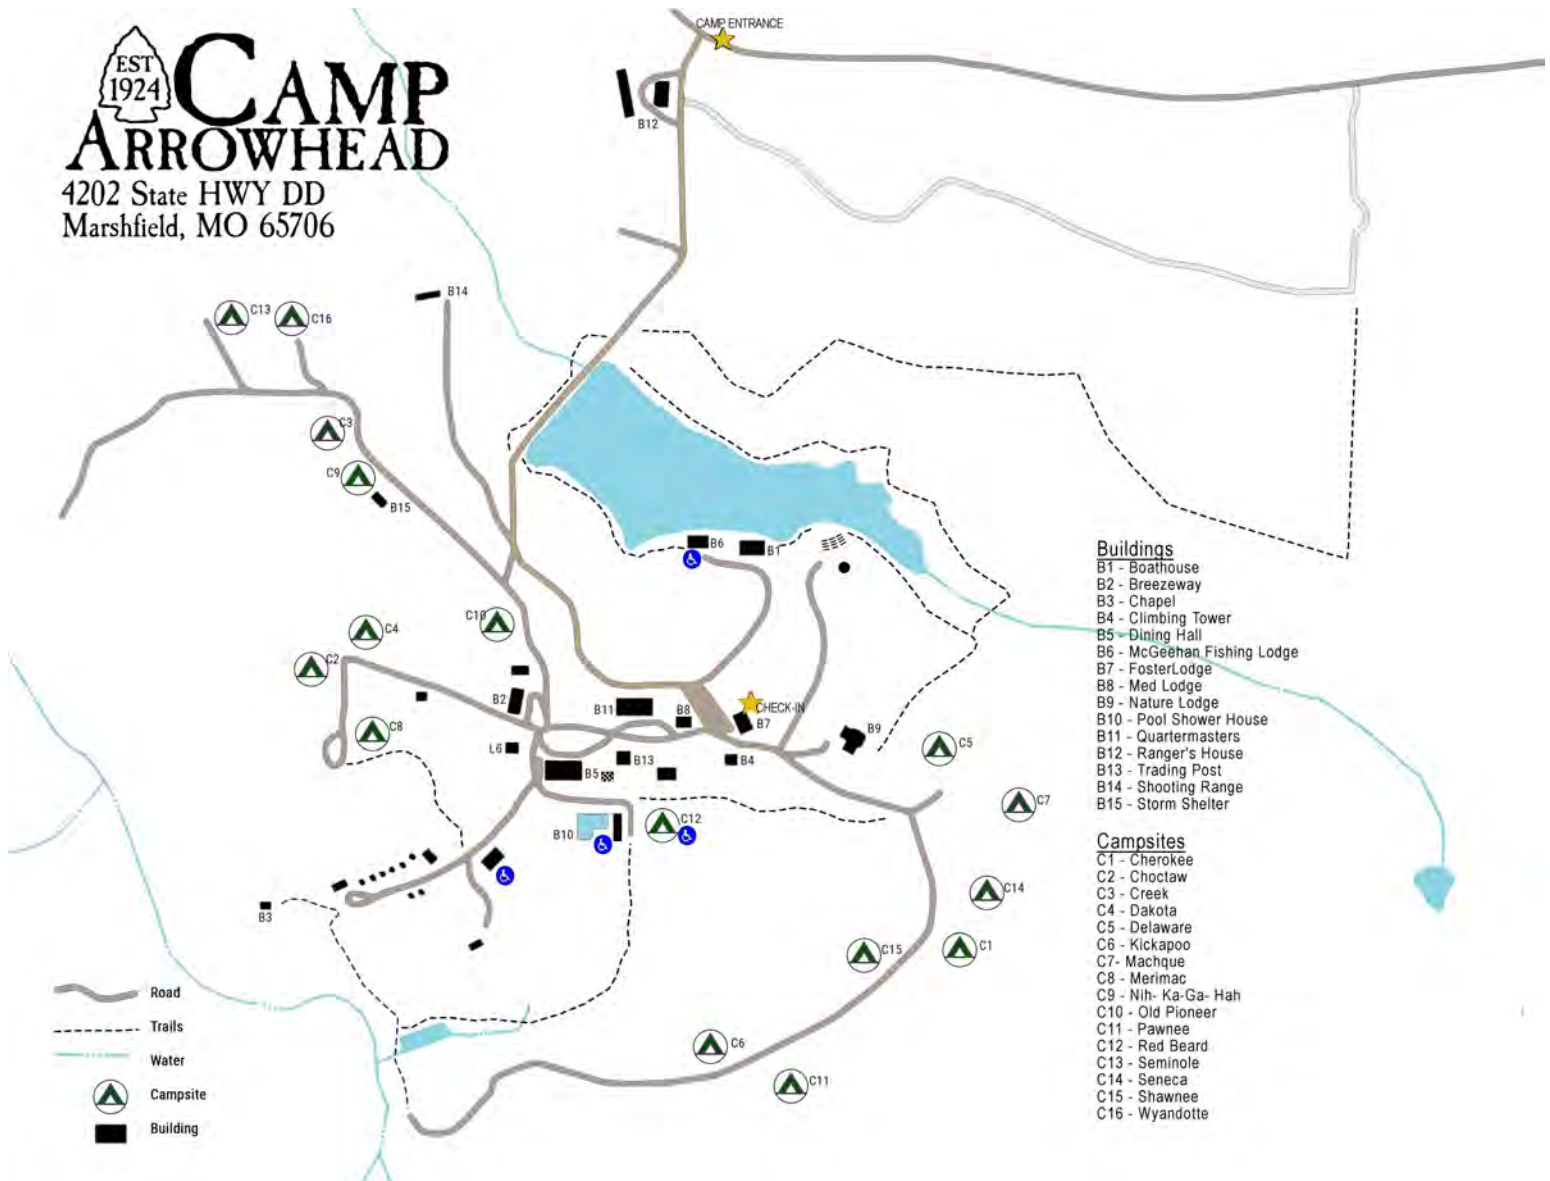 CAMP ENTRANCE
EST
1924
CAMP
ARROWHEAD
4202 State HWY DD
Marshfield, MO 65706
B12
B14
C13
C16
C3
C9
B15
B6
B1
C10
C4
C2
B2
B11
B8
CHECK-IN
B7
C8
B9
C5
L6
B13
B4
B5
C7
B10
C12
C14
B3
C15
C1
C6
C11
Road
Trails
Water
Campsite
Building
Buildings
B1 - Boathouse
B2 - Breezeway
B3 - Chapel
B4 - Climbing Tower
B5 - Dining Hall
B6 - McGeehan Fishing Lodge
B7 - FosterLodge
B8 - Med Lodge
B9 - Nature Lodge
B10 - Pool Shower House
B11 - Quartermasters
B12 - Ranger's House
B13 - Trading Post
B14 - Shooting Range
B15 - Storm Shelter
Campsites
C1 - Cherokee
C2 - Choctaw
C3 - Creek
C4 - Dakota
C5 - Delaware
C6 - Kickapoo
C7- Machque
C8 - Merimac
C9 - Nih- Ka-Ga- Hah
C10 - Old Pioneer
C11 - Pawnee
C12 - Red Beard
C13 - Seminole
C14 - Seneca
C15 - Shawnee
C16 - Wyandotte